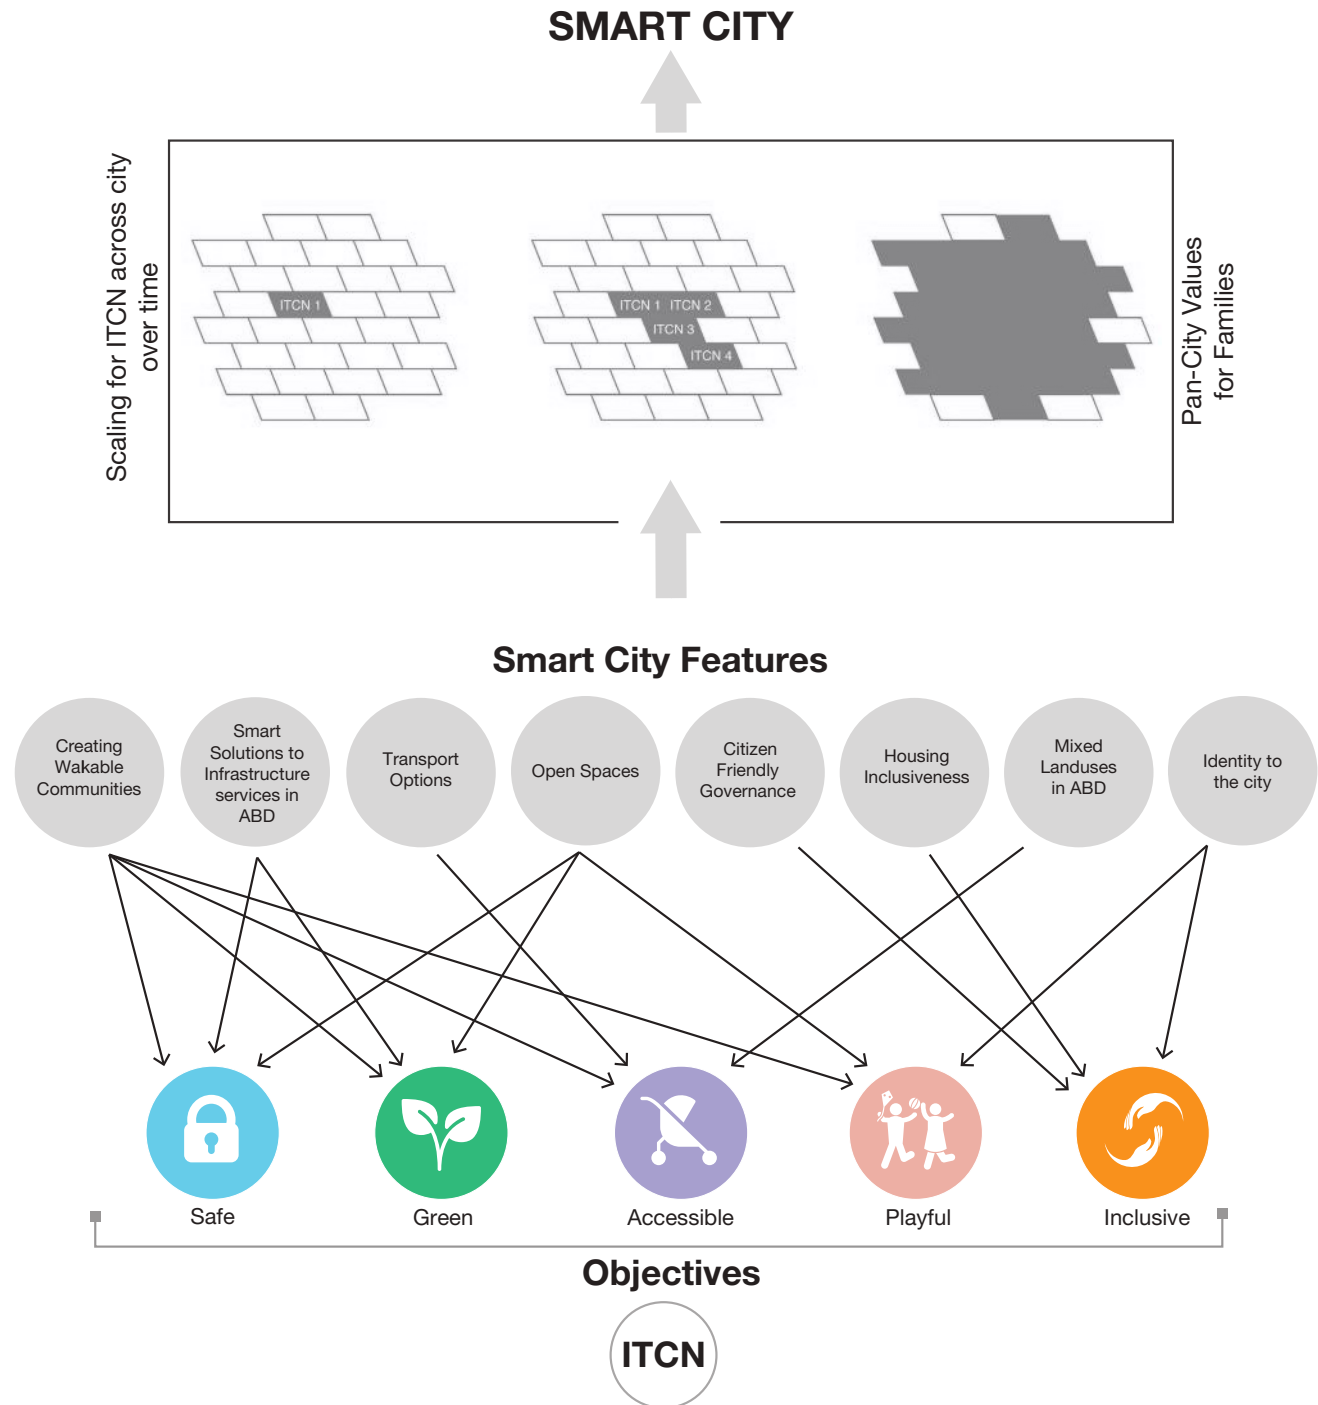 SMART CITY
Scaling for ITCN across city
over time
ITCN 1
ITCN 1 ITCN 2
ITCN 3
ITCN 4
Pan-City Values
for Families
Smart City Features
Creating
Wakable
Communities
Smart
Solutions to
Infrastructure
services in
ABD
Transport
Options
Open Spaces
Citizen
Friendly
Governance
Housing
Inclusiveness
Mixed
Landuses
in ABD
Identity to
the city
Safe
Green
Accessible
Playful
Inclusive
Objectives
ITCN